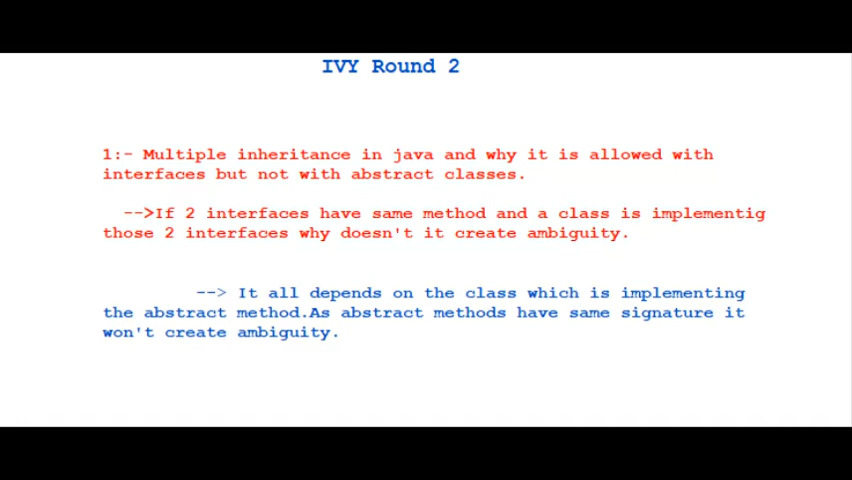 IVY Round 2
1:- Multiple inheritance in java and why it is allowed with
interfaces but not with abstract classes.
-->If 2 interfaces have same method and a class is implementig
those 2 interfaces why doesn't it create ambiguity.
--> It all depends on the class which is implementing
the abstract method.As abstract methods have same signature it
won't create ambiguity.